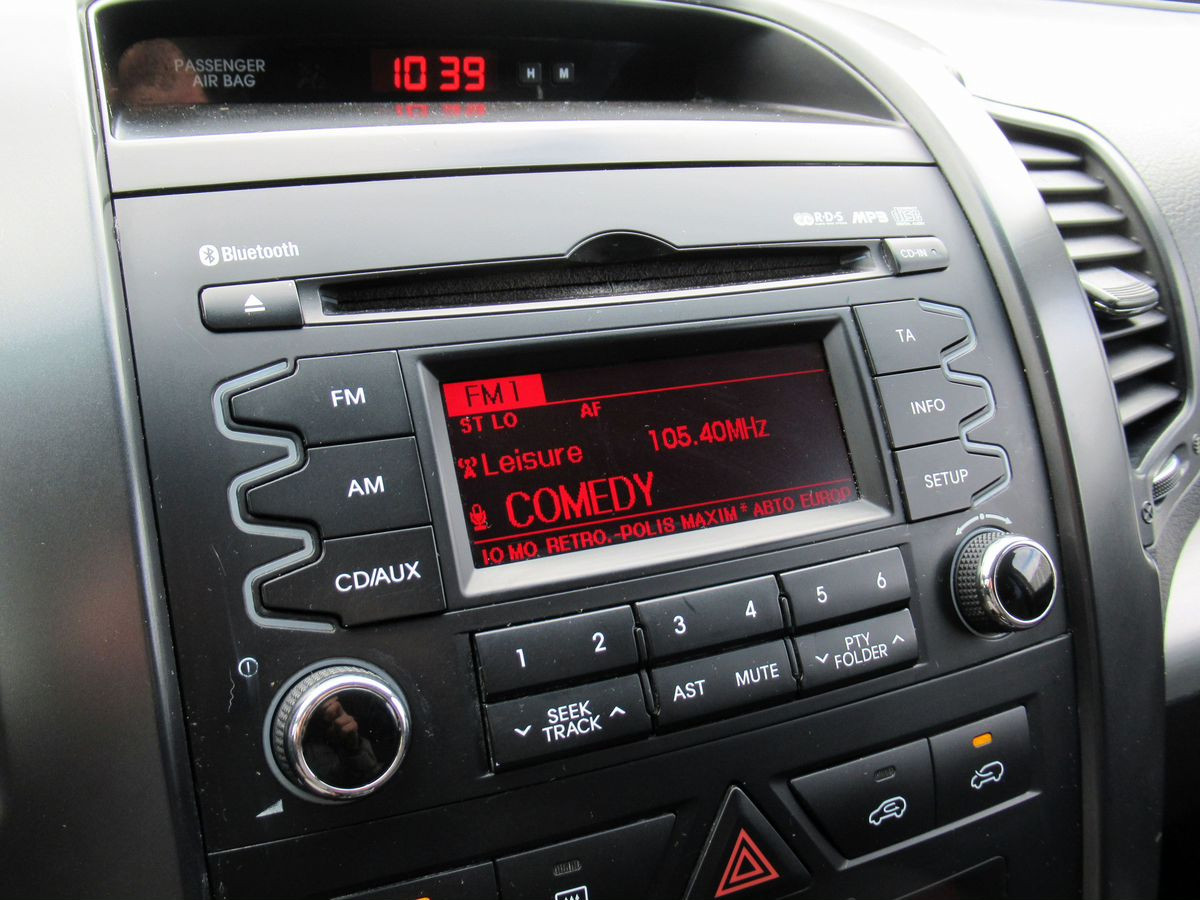 PASSENGER
AIR BAG
10 39
H M
Bluetooth
R·D·S MP3
CD-IN
FM
AM
CD/AUX
FM 1
ST LO AF
Leisure 105.40MHz
COMEDY
IO MO. RETRO.-POLIS MAXIM * ABTO EUROP
TA
INFO
SETUP
1 2
3 4
5 6
SEEK
TRACK
AST MUTE
PTY
FOLDER